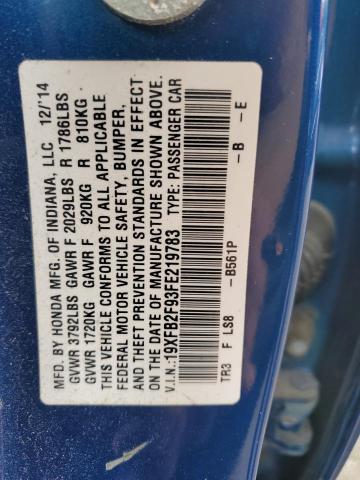 MFD. BY HONDA MFG. OF INDIANA, LLC 12/'14
GVWR 3792LBS GAWR F 2029LBS R 1786LBS
GVWR 1720KG GAWR F 920KG R 810KG
THIS VEHICLE CONFORMS TO ALL APPLICABLE
FEDERAL MOTOR VEHICLE SAFETY, BUMPER,
AND THEFT PREVENTION STANDARDS IN EFFECT
ON THE DATE OF MANUFACTURE SHOWN ABOVE.
V.I.N.:19XFB2F93FE219783 TYPE: PASSENGER CAR
TR3 F LS8 -B561P -B -E